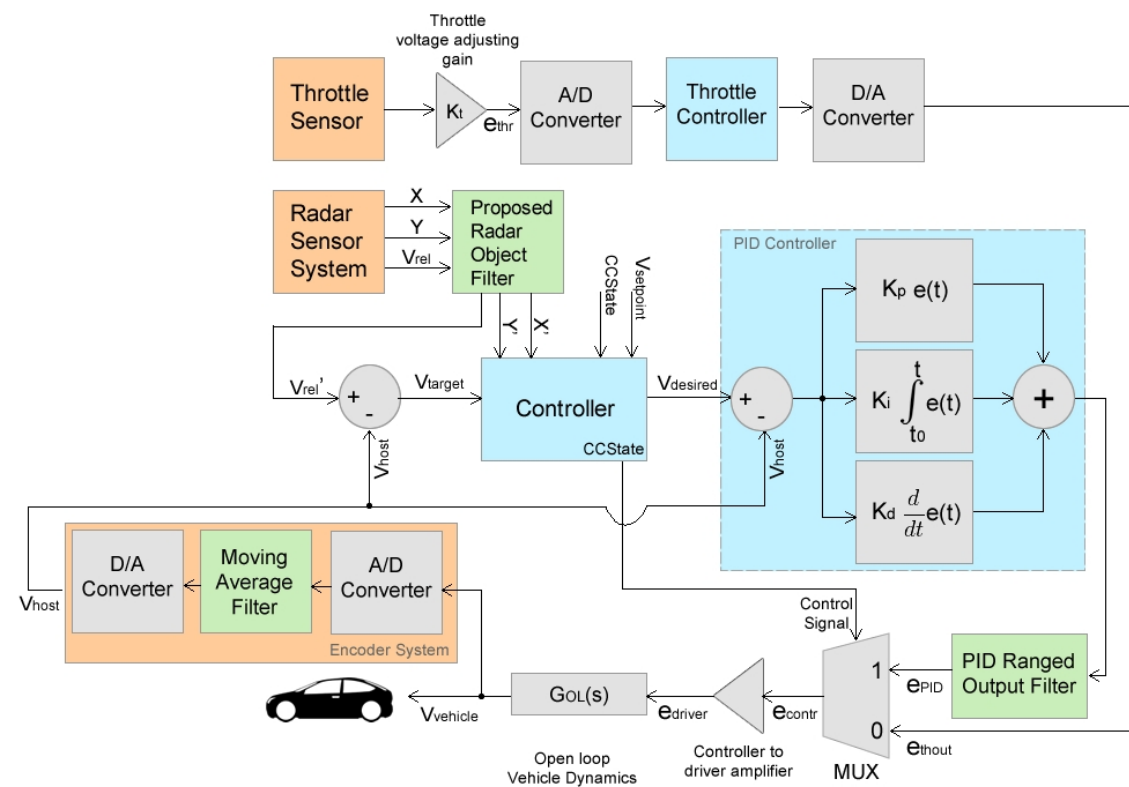 Throttle
voltage adjusting
gain
Throttle
Sensor
Kt
ethr
A/D
Converter
Throttle
Controller
D/A
Converter
Radar
Sensor
System
X
Y
Vrel
Proposed
Radar
Object
Filter
PID Controller
Y'
X'
CCState
Vsetpoint
Kp e(t)
Vrel'
+
-
Vtarget
Controller
CCState
Vdesired
+
-
Ki ∫ e(t)
t
t0
+
Vhost
Vhost
Kd d/dt e(t)
D/A
Converter
Moving
Average
Filter
A/D
Converter
Vhost
Encoder System
Control
Signal
1
0
MUX
ePID
PID Ranged
Output Filter
ethout
Vvehicle
GOL(s)
edriver
econtr
Open loop
Vehicle Dynamics
Controller to
driver amplifier